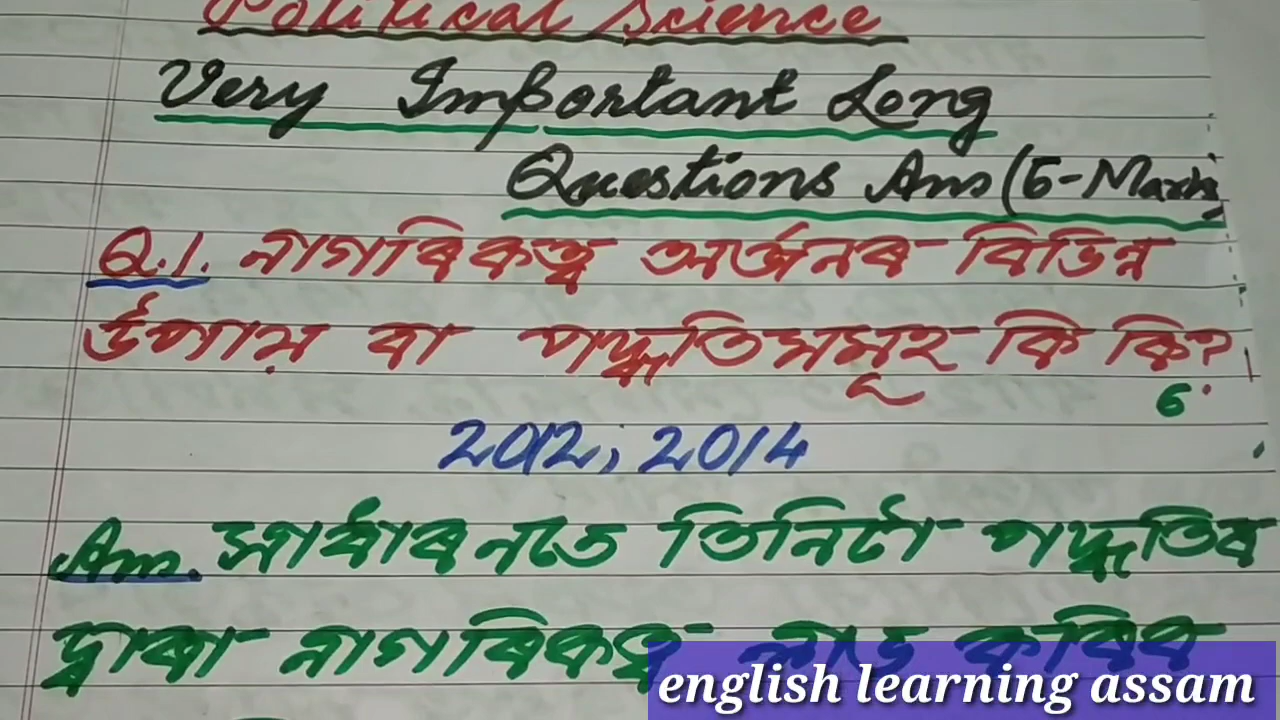 Political Science
Very Important Long
Questions Ans (6-Marks
Q.1. নাগৰিকত্ব অৰ্জনৰ বিভিন্ন
উপায় বা পদ্ধতিসমূহ কি কি?
6
2012, 2014
Ans. সাধাৰনতে তিনিটা পদ্ধতিৰ
দ্বাৰা নাগৰিকত্ব লাভ কৰিব
english learning assam